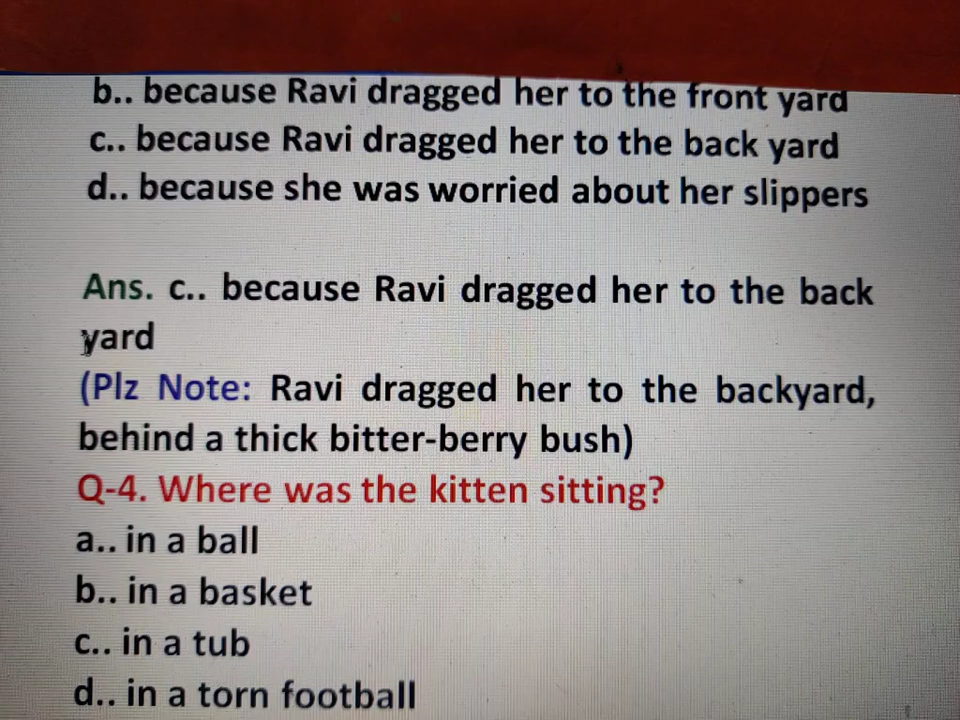 b.. because Ravi dragged her to the front yard
c.. because Ravi dragged her to the back yard
d.. because she was worried about her slippers
Ans. c.. because Ravi dragged her to the back
yard
(Plz Note: Ravi dragged her to the backyard,
behind a thick bitter-berry bush)
Q-4. Where was the kitten sitting?
a.. in a ball
b.. in a basket
c.. in a tub
d.. in a torn football